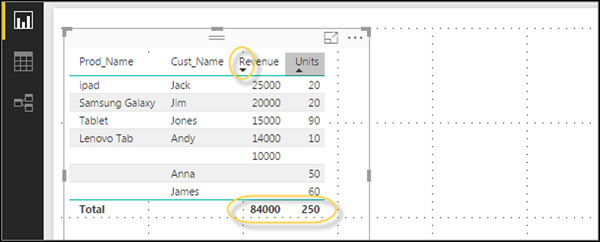 Prod_Name Cust_Name Revenue Units
ipad Jack 25000 20
Samsung Galaxy Jim 20000 20
Tablet Jones 15000 90
Lenovo Tab Andy 14000 10
10000
Anna 50
James 60
Total 84000 250